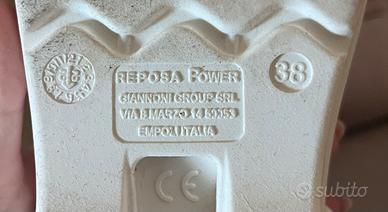 REPOSA POWER
38
GIANNONI GROUP SRL
VIA 8 MARZO 14 50053
EMPOLI ITALIA
CE
subito